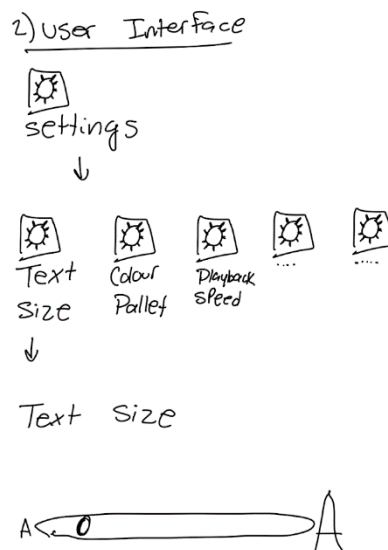 2) User Interface
settings
Text Size
Colour Pallet
Playback Speed
....
.....
Text Size
A A